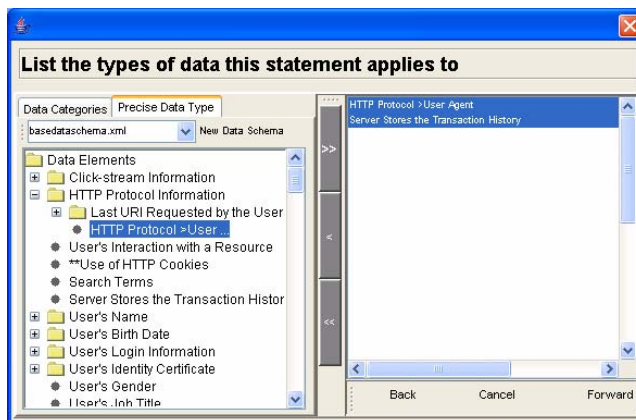 List the types of data this statement applies to
Data Categories
Precise Data Type
basedataschema.xml
New Data Schema
Data Elements
Click-stream Information
HTTP Protocol Information
Last URI Requested by the User
HTTP Protocol >User ...
User's Interaction with a Resource
**Use of HTTP Cookies
Search Terms
Server Stores the Transaction Histor
User's Name
User's Birth Date
User's Login Information
User's Identity Certificate
User's Gender
User's Job Title
>>
<
<<
HTTP Protocol >User Agent
Server Stores the Transaction History
Back
Cancel
Forward